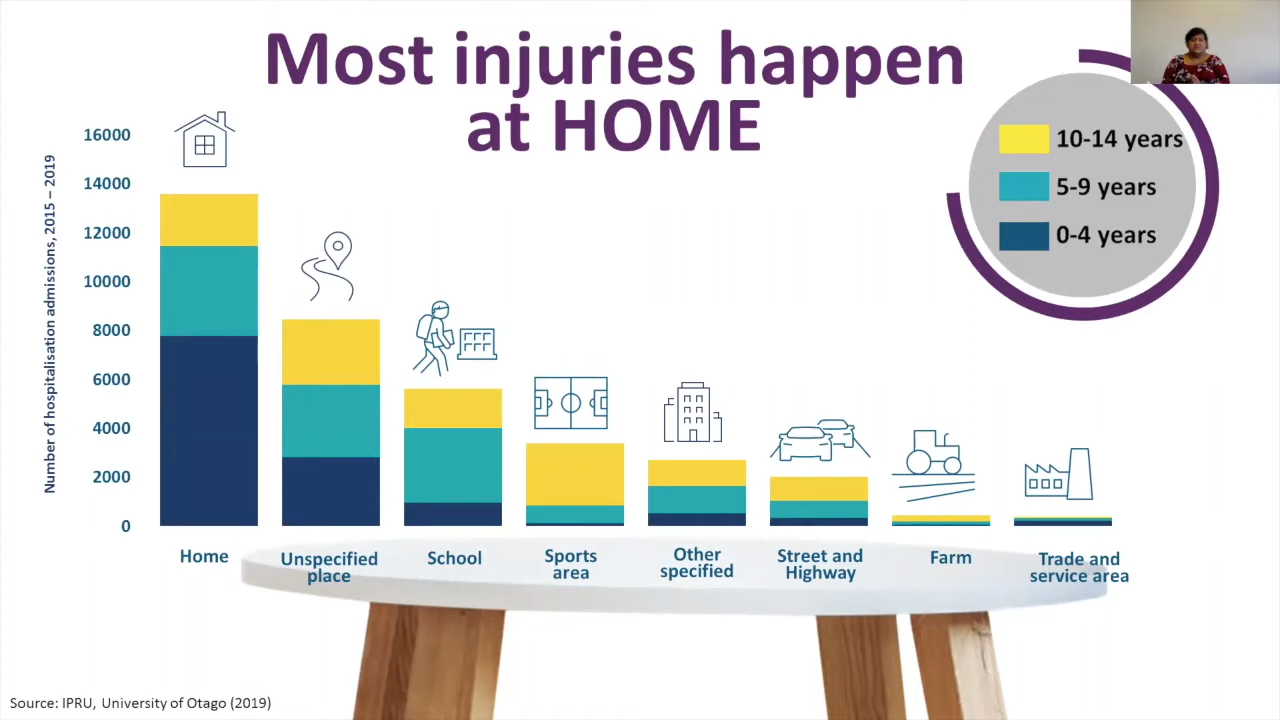 Most injuries happen
at HOME
10-14 years
5-9 years
0-4 years
Number of hospitalisation admissions, 2015 – 2019
16000
14000
12000
10000
8000
6000
4000
2000
0
Home
Unspecified
place
School
Sports
area
Other
specified
Street and
Highway
Farm
Trade and
service area
Source: IPRU, University of Otago (2019)